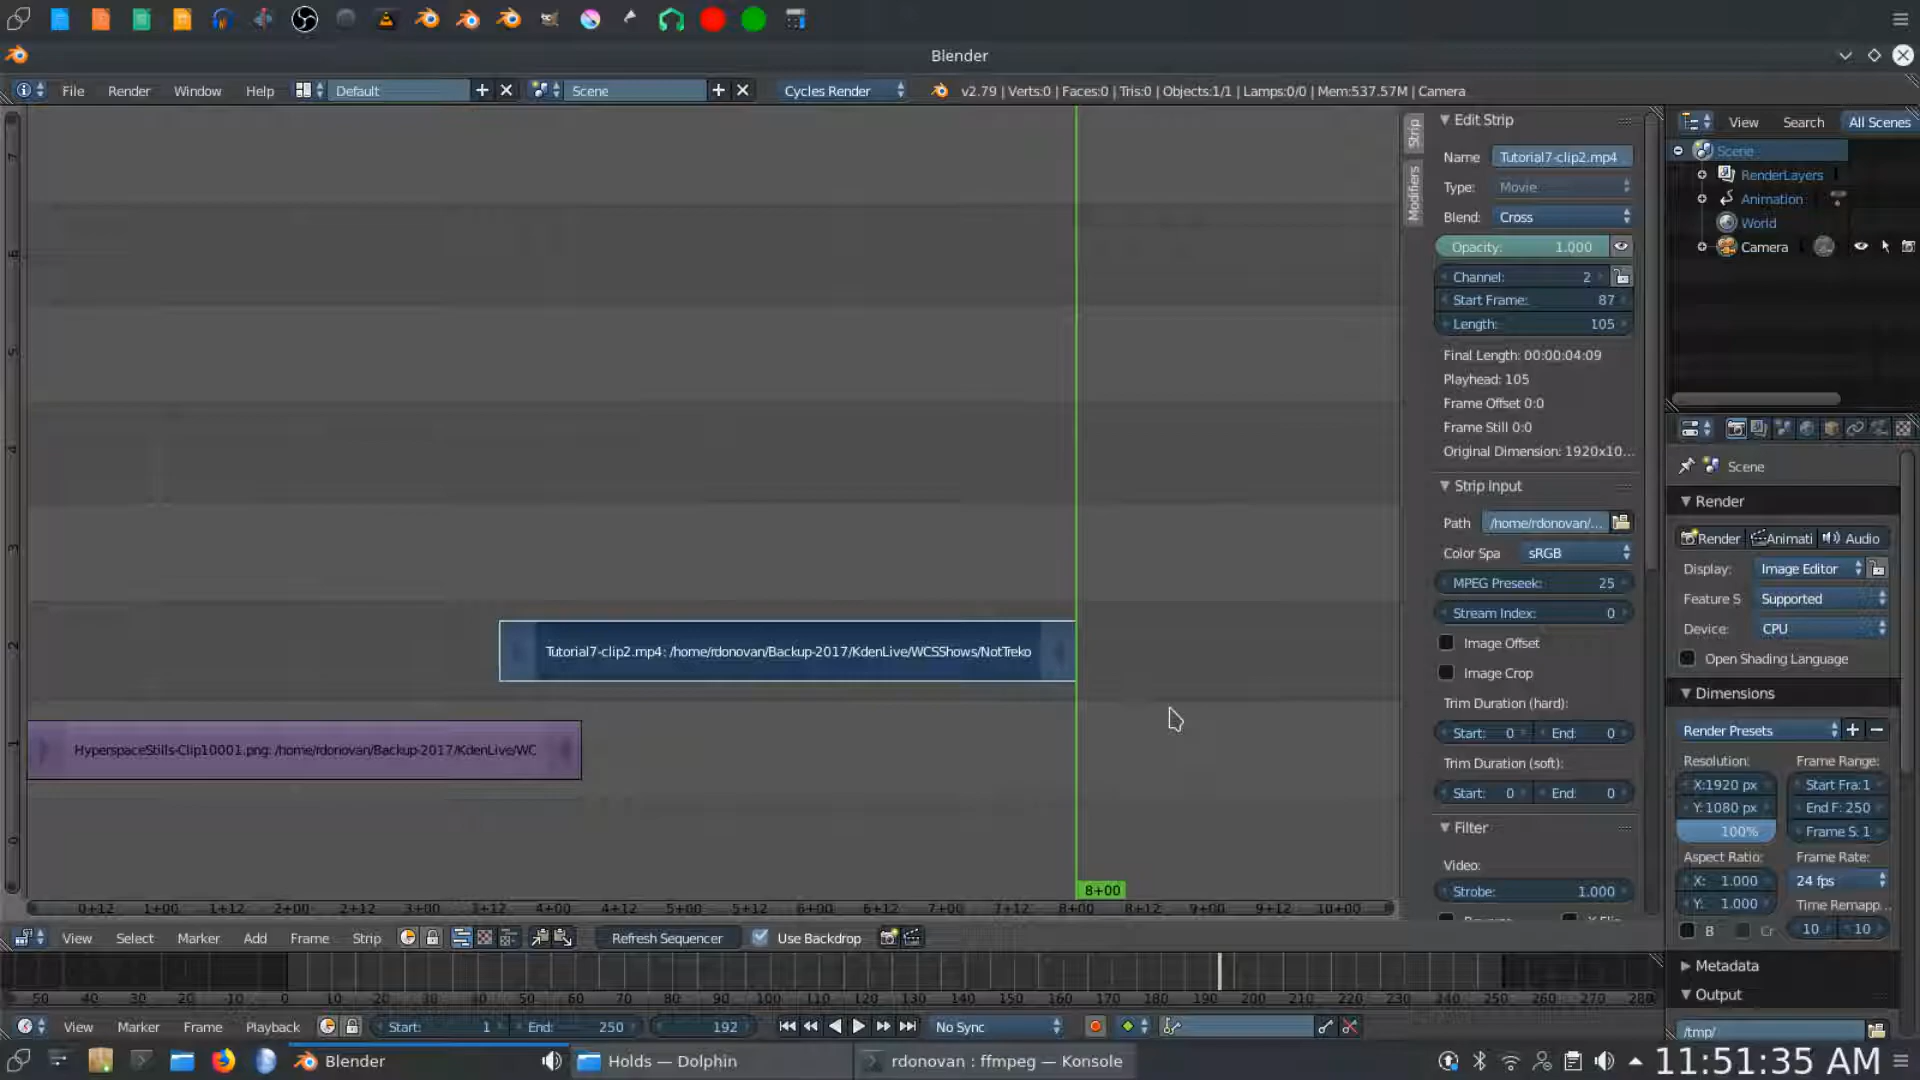 Blender
File Render Window Help Default Scene Cycles Render v2.79 | Verts:0 | Faces:0 | Tris:0 | Objects:1/1 | Lamps:0/0 | Mem:537.57M | Camera
Strip
Modifiers
Edit Strip
Name Tutorial7-clip2.mp4
Type: Movie
Blend: Cross
Opacity: 1.000
Channel: 2
Start Frame: 87
Length: 105
Final Length: 00:00:04:09
Playhead: 105
Frame Offset 0:0
Frame Still 0:0
Original Dimension: 1920x10...
Strip Input
Path /home/rdonovan/...
Color Spa sRGB
MPEG Preseek: 25
Stream Index: 0
Image Offset
Image Crop
Trim Duration (hard):
Start: 0 End: 0
Trim Duration (soft):
Start: 0 End: 0
Filter
Video:
Strobe: 1.000
View Search All Scenes
Scene
RenderLayers
Animation
World
Camera
Scene
Render
Render Animati Audio
Display: Image Editor
Feature S Supported
Device: CPU
Open Shading Language
Dimensions
Render Presets
Resolution: Frame Range:
X:1920 px Start Fra:1
Y:1080 px End F: 250
100% Frame S: 1
Aspect Ratio: Frame Rate:
X: 1.000 24 fps
Y: 1.000 Time Remapp...
B Cr 10 10
Metadata
Output
/tmp/
7
6
5
4
3
2
1
0
Tutorial7-clip2.mp4: /home/rdonovan/Backup-2017/KdenLive/WCSShows/NotTreko
HyperspaceStills-Clip10001.png: /home/rdonovan/Backup-2017/KdenLive/WC
8+00
0+12 1+00 1+12 2+00 2+12 3+00 3+12 4+00 4+12 5+00 5+12 6+00 6+12 7+00 7+12 8+00 8+12 9+00 9+12 10+00
View Select Marker Add Frame Strip Refresh Sequencer Use Backdrop
-50 -40 -30 -20 -10 0 10 20 30 40 50 60 70 80 90 100 110 120 130 140 150 160 170 180 190 200 210 220 230 240 250 260 270 280
View Marker Frame Playback Start: 1 End: 250 192 No Sync
Blender Holds — Dolphin rdonovan : ffmpeg — Konsole 11:51:35 AM